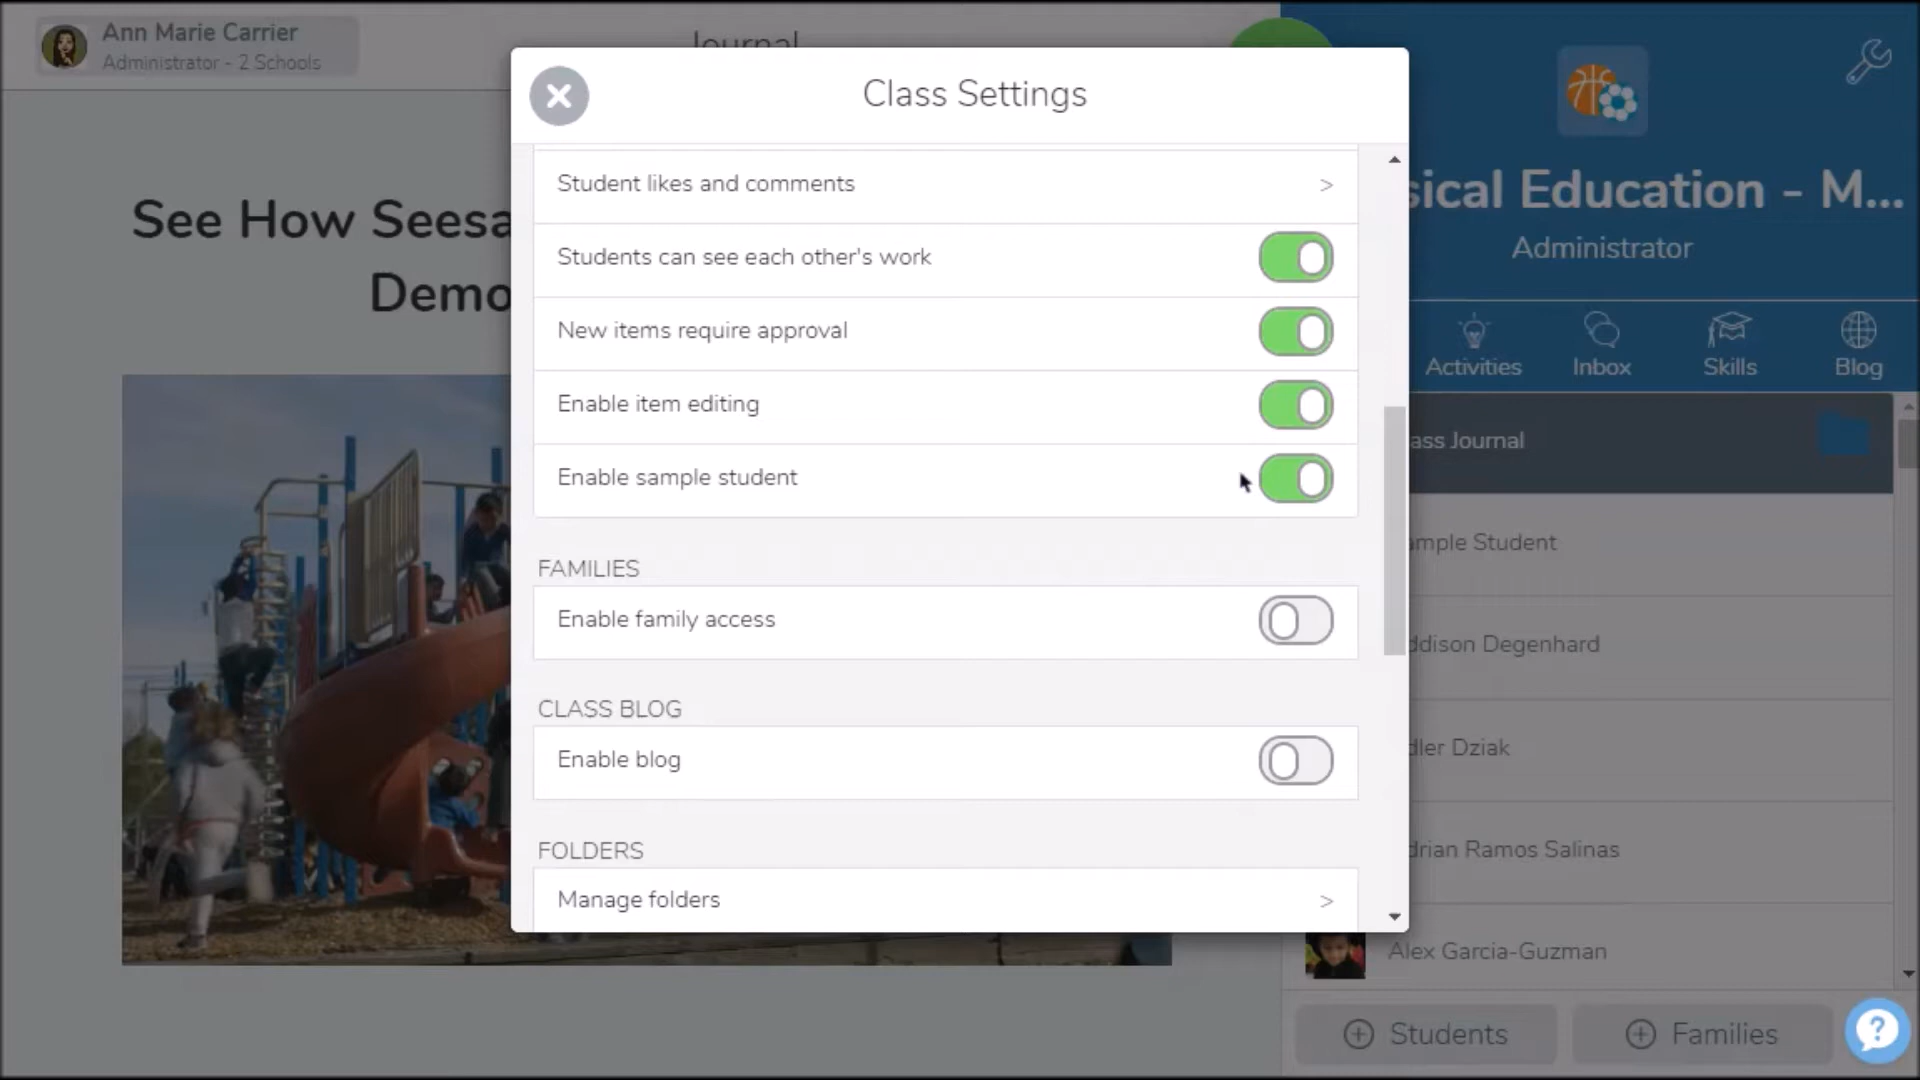 Ann Marie Carrier
Administrator - 2 Schools
Journal
See How Seesa
Demo
Class Settings
Student likes and comments >
Students can see each other's work
New items require approval
Enable item editing
Enable sample student
FAMILIES
Enable family access
CLASS BLOG
Enable blog
FOLDERS
Manage folders >
sical Education - M...
Administrator
Activities
Inbox
Skills
Blog
ass Journal
ample Student
ddison Degenhard
dler Dziak
drian Ramos Salinas
Alex Garcia-Guzman
Students
Families
?